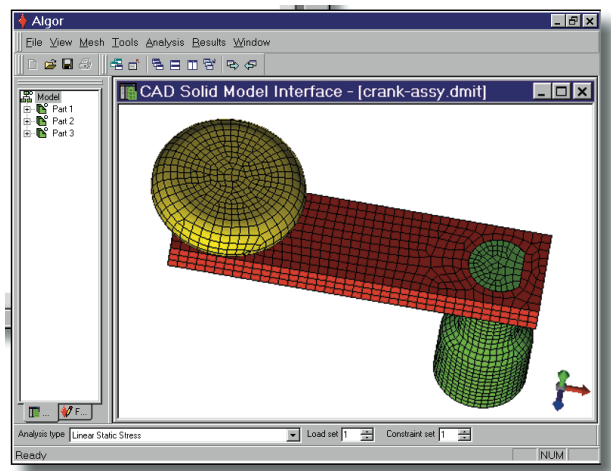 Algor
File View Mesh Tools Analysis Results Window
Model
Part 1
Part 2
Part 3
CAD Solid Model Interface - [crank-assy.dmit]
... F...
Analysis type Linear Static Stress Load set 1 Constraint set 1
Ready NUM